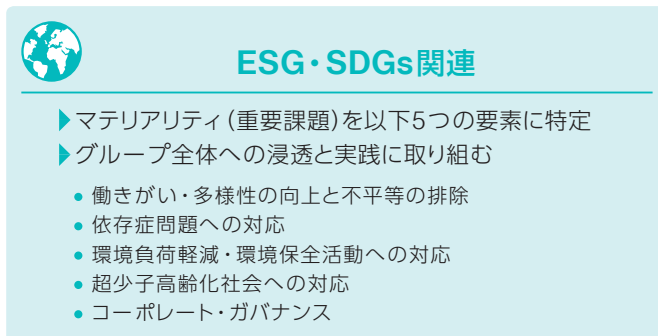 ESG・SDGs関連
▶マテリアリティ(重要課題)を以下5つの要素に特定
▶グループ全体への浸透と実践に取り組む
● 働きがい・多様性の向上と不平等の排除
● 依存症問題への対応
● 環境負荷軽減・環境保全活動への対応
● 超少子高齢化社会への対応
● コーポレート・ガバナンス